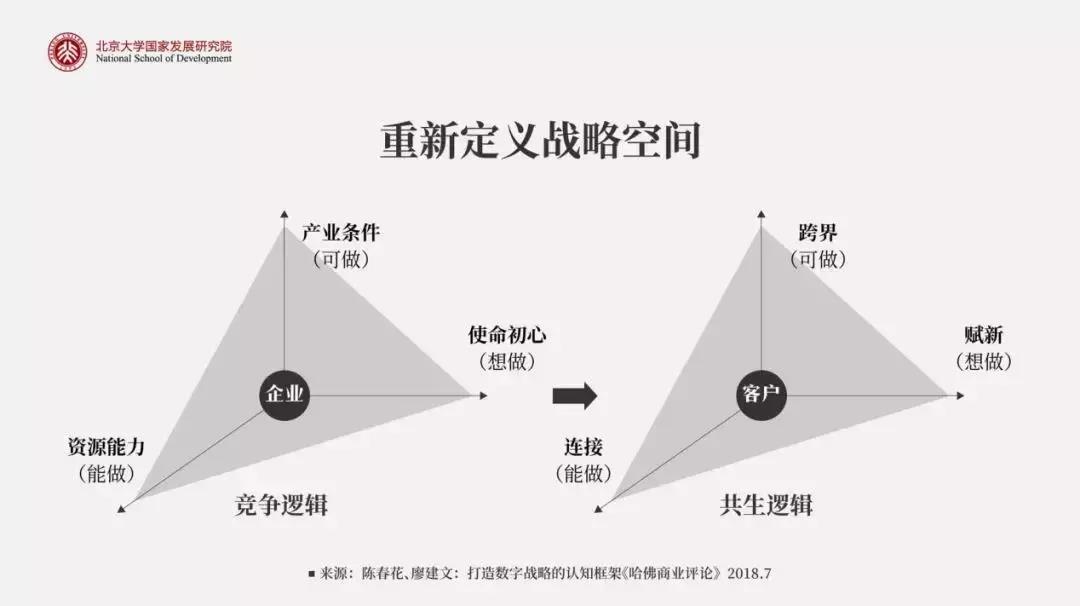 北京大学国家发展研究院
National School of Development
重新定义战略空间
产业条件
（可做）
使命初心
（想做）
企业
资源能力
（能做）
竞争逻辑
跨界
（可做）
赋新
（想做）
客户
连接
（能做）
共生逻辑
■ 来源：陈春花、廖建文：打造数字战略的认知框架《哈佛商业评论》 2018.7